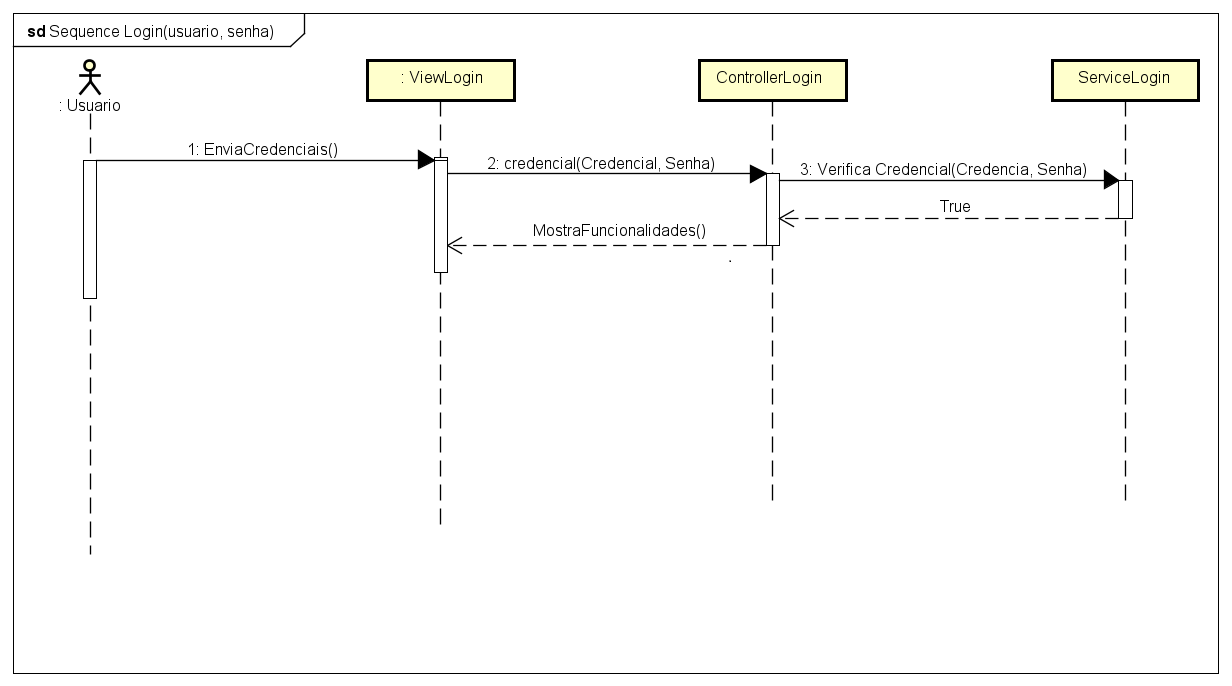 sd Sequence Login(usuario, senha)
: Usuario
: ViewLogin
ControllerLogin
ServiceLogin
1: EnviaCredenciais()
2: credencial(Credencial, Senha)
3: Verifica Credencial(Credencia, Senha)
True
MostraFuncionalidades()
.